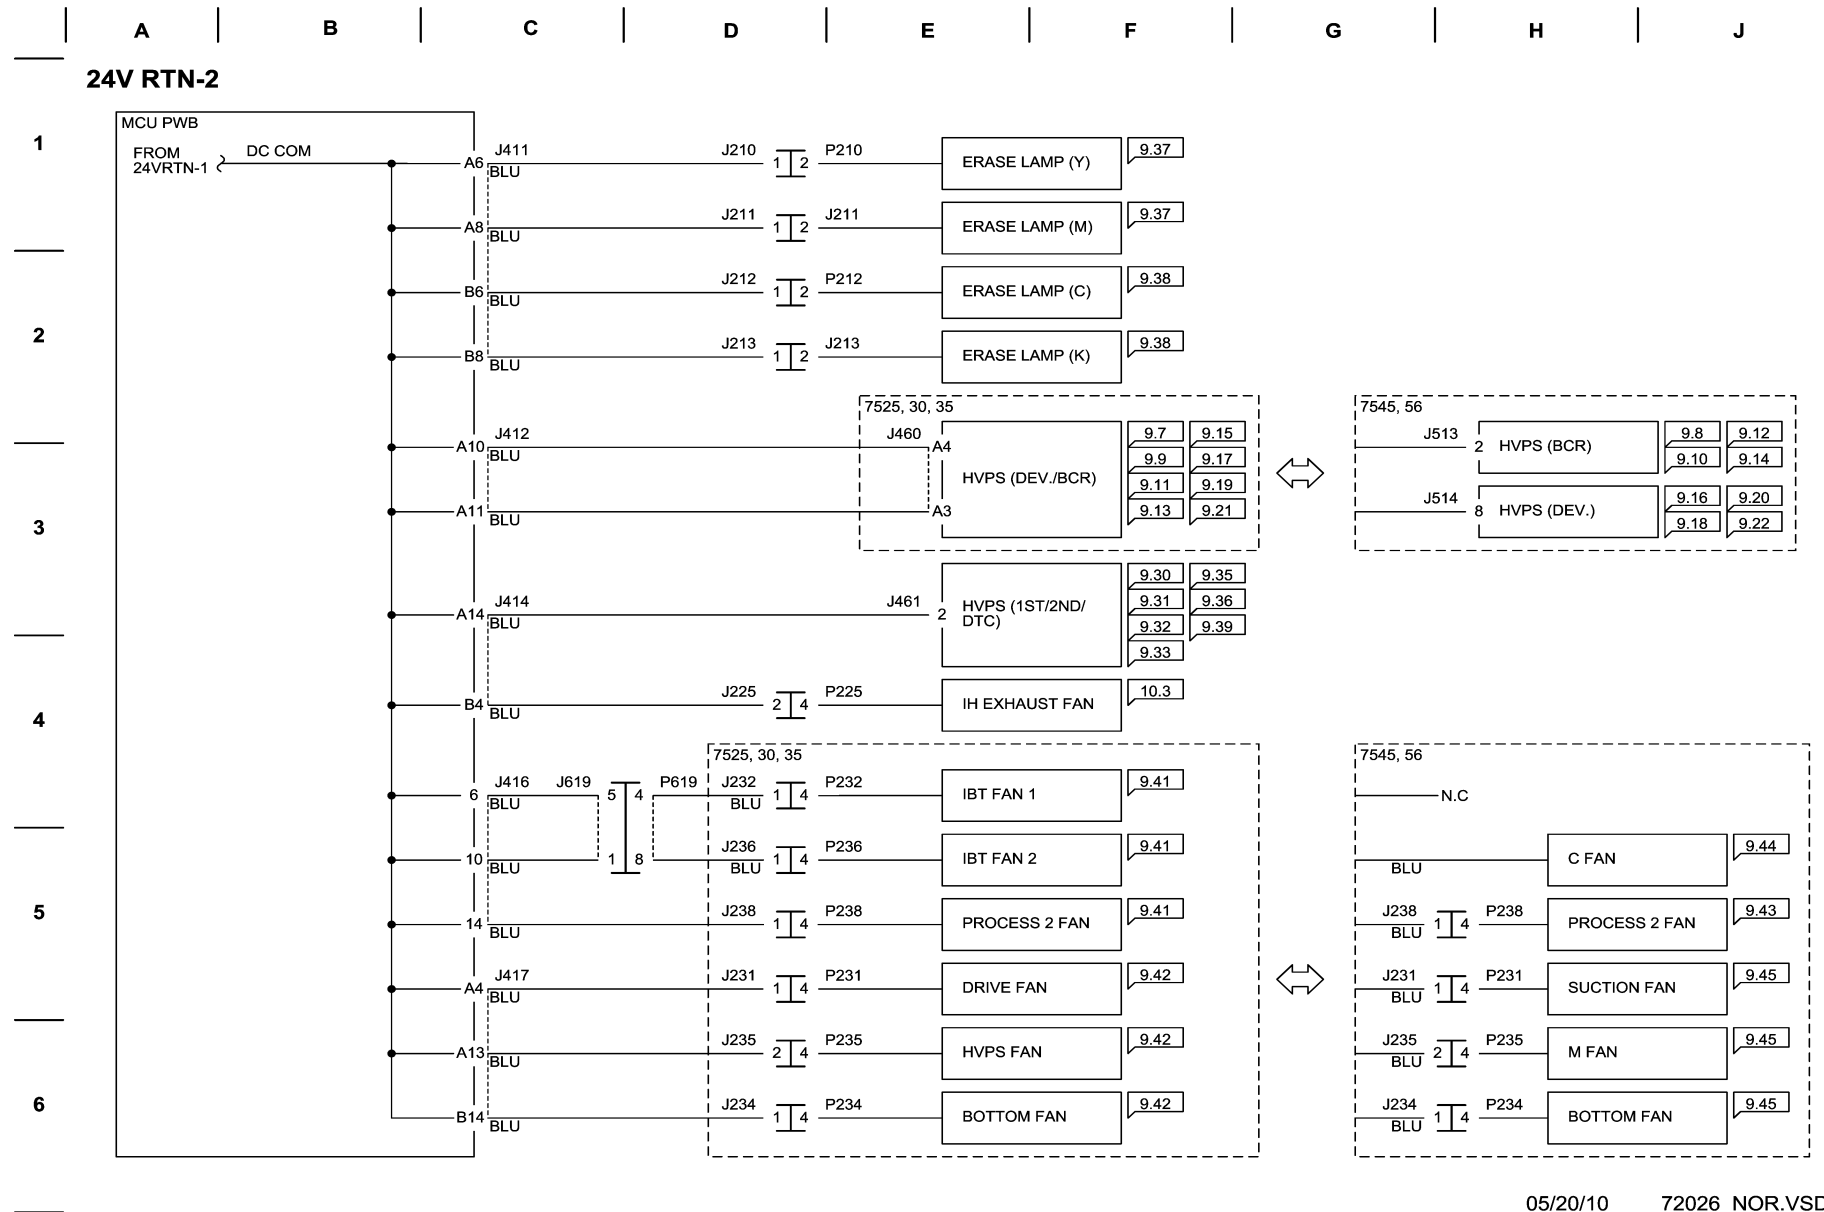 A B C D E F G H J
24V RTN-2
1
MCU PWB
FROM
24VRTN-1
DC COM
A6 J411 BLU J210 1 2 P210 ERASE LAMP (Y) 9.37
A8 BLU J211 1 2 J211 ERASE LAMP (M) 9.37
2
B6 BLU J212 1 2 P212 ERASE LAMP (C) 9.38
B8 BLU J213 1 2 J213 ERASE LAMP (K) 9.38
7525, 30, 35
7545, 56
A10 J412 BLU J460 A4
HVPS (DEV./BCR)
9.7 9.15
9.9 9.17
9.11 9.19
9.13 9.21
J513 2 HVPS (BCR)
9.8 9.12
9.10 9.14
3
A11 BLU A3
J514 8 HVPS (DEV.)
9.16 9.20
9.18 9.22
A14 J414 BLU J461 2
HVPS (1ST/2ND/
DTC)
9.30 9.35
9.31 9.36
9.32 9.39
9.33
4
B4 BLU J225 2 4 P225 IH EXHAUST FAN 10.3
7525, 30, 35
7545, 56
6 J416 BLU J619 5 4 P619 J232 BLU 1 4 P232 IBT FAN 1 9.41
N.C
10 BLU 1 8 J236 BLU 1 4 P236 IBT FAN 2 9.41
BLU C FAN 9.44
5
14 BLU J238 1 4 P238 PROCESS 2 FAN 9.41
J238 BLU 1 4 P238 PROCESS 2 FAN 9.43
A4 J417 BLU J231 1 4 P231 DRIVE FAN 9.42
J231 BLU 1 4 P231 SUCTION FAN 9.45
A13 BLU J235 2 4 P235 HVPS FAN 9.42
J235 BLU 2 4 P235 M FAN 9.45
6
B14 BLU J234 1 4 P234 BOTTOM FAN 9.42
J234 BLU 1 4 P234 BOTTOM FAN 9.45
05/20/10 72026 NOR.VSD